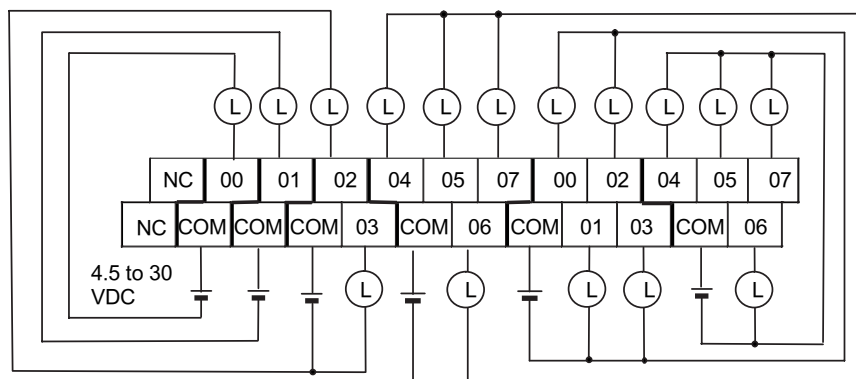 L L L L L L L L L L L
NC 00 01 02 04 05 07 00 02 04 05 07
NC COM COM COM 03 COM 06 COM 01 03 COM 06
4.5 to 30
VDC
L L L L L